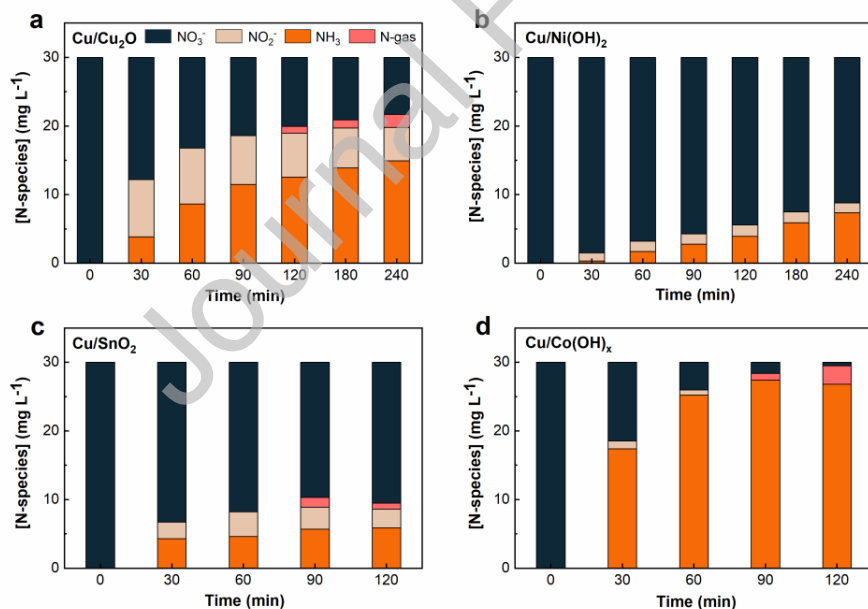 a
Cu/Cu₂O
NO₃⁻ NO₂⁻ NH₃ N-gas
[N-species] (mg L⁻¹)
30
20
10
0
0 30 60 90 120 180 240
Time (min)
b
Cu/Ni(OH)₂
[N-species] (mg L⁻¹)
30
20
10
0
0 30 60 90 120 180 240
Time (min)
c
Cu/SnO₂
[N-species] (mg L⁻¹)
30
20
10
0
0 30 60 90 120
Time (min)
d
Cu/Co(OH)ₓ
[N-species] (mg L⁻¹)
30
20
10
0
0 30 60 90 120
Time (min)
Journal